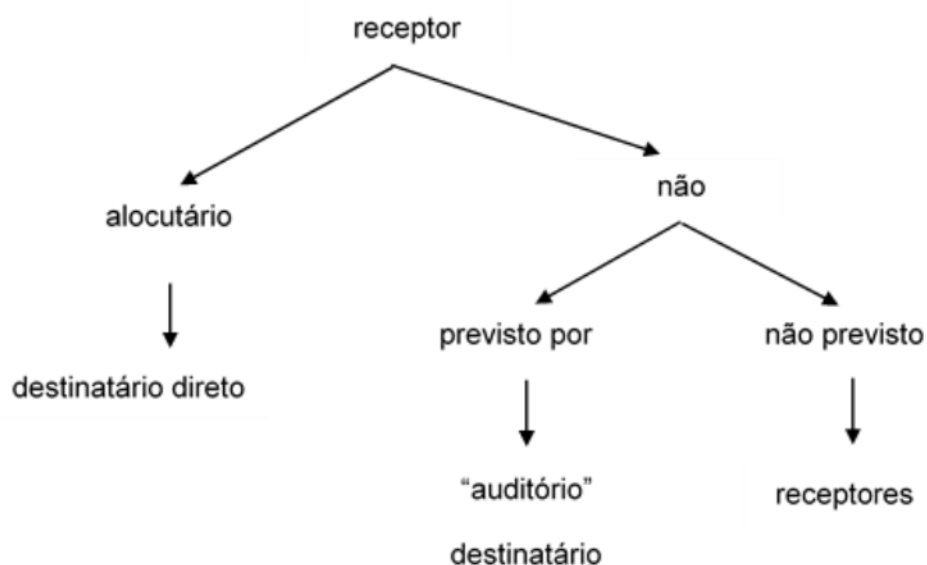 receptor
não
alocutário
previsto por
não previsto
destinatário direto
“auditório”
receptores
destinatário